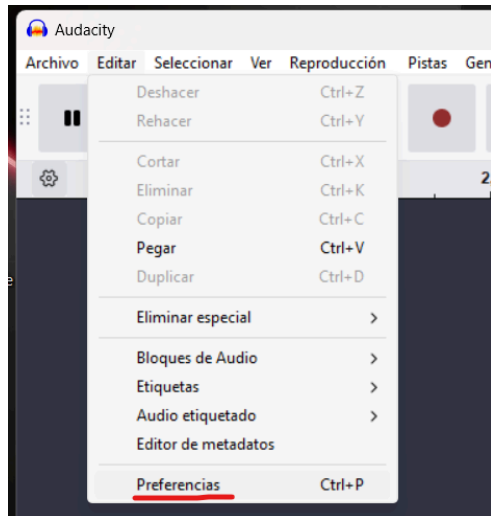 Audacity
Archivo Editar Seleccionar Ver Reproducción Pistas
Deshacer Ctrl+Z
Rehacer Ctrl+Y
Cortar Ctrl+X
Eliminar Ctrl+K
Copiar Ctrl+C
Pegar Ctrl+V
Duplicar Ctrl+D
Eliminar especial
Bloques de Audio
Etiquetas
Audio etiquetado
Editor de metadatos
Preferencias Ctrl+P